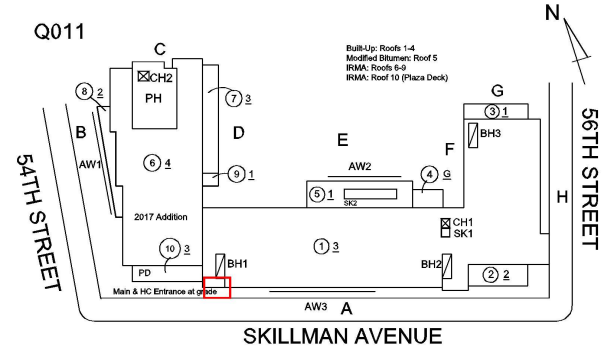 Q011
N
Built-Up: Roofs 1-4
Modified Bitumen: Roof 5
IRMA: Roofs 6-9
IRMA: Roof 10 (Plaza Deck)
C
CH2
PH
8 2
7 3
B
D
AW1
6 4
9 1
2017 Addition
10 3
PD
Main & HC Entrance at grade
E
AW2
5 1
SK2
4 G
F
G
3 1
BH3
H
CH1
SK1
1 3
BH1
BH2
2 2
AW3
A
54TH STREET
56TH STREET
SKILLMAN AVENUE